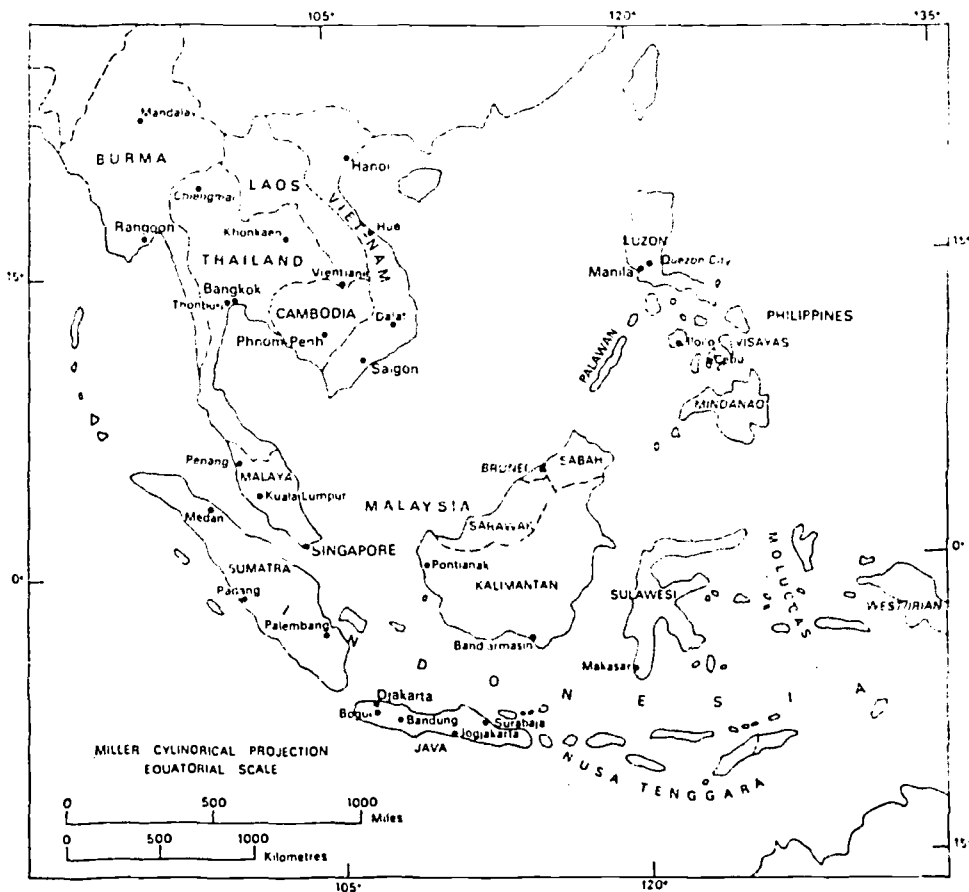 105°
120°
135°
Mandalay
BURMA
Hanoi
LAOS
Chiengmai
VIETNAM
Rangoon
Khonkaen
Hue
LUZON
15°
THAILAND
Quezon City
Manila
15°
Vientiane
Bangkok
Thonburi
CAMBODIA
Dalat
PHILIPPINES
Phnom Penh
VISAYAS
Cebu
Saigon
PALAWAN
MINDANAO
Penang
BRUNEI
SABAH
MALAYA
Kuala Lumpur
MALAYSIA
Medan
SARAWAK
SINGAPORE
0°
MOLUCCAS
Pontianak
SUMATRA
0°
KALIMANTAN
Padang
SULAWESI
WEST IRIAN
Palembang
Bandjarmasin
Makasar
I N D O N E S I A
Djakarta
Bogur
Bandung
Surabaja
Jogjakarta
JAVA
NUSA TENGGARA
MILLER CYLINORICAL PROJECTION
EQUATORIAL SCALE
0 500 1000
Miles
0 500 1000
Kilometres
15°
105°
120°